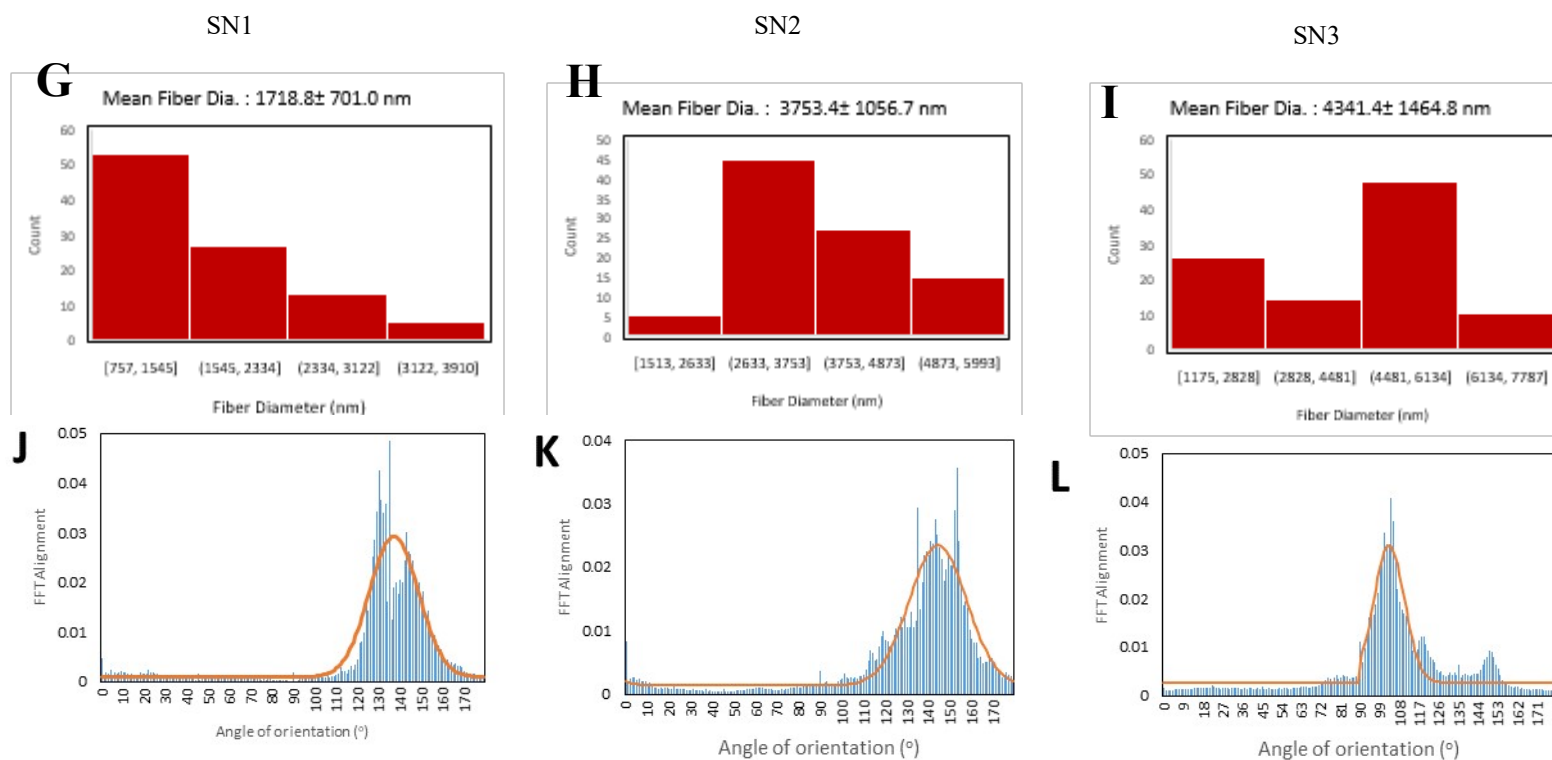 SN1
SN2
SN3
G
Mean Fiber Dia. : 1718.8± 701.0 nm
60
50
40
30
20
10
0
Count
[757, 1545] (1545, 2334] (2334, 3122] (3122, 3910]
Fiber Diameter (nm)
H
Mean Fiber Dia. : 3753.4± 1056.7 nm
50
45
40
35
30
25
20
15
10
5
0
Count
[1513, 2633] (2633, 3753] (3753, 4873] (4873, 5993]
Fiber Diameter (nm)
I
Mean Fiber Dia. : 4341.4± 1464.8 nm
60
50
40
30
20
10
0
Count
[1175, 2828] (2828, 4481] (4481, 6134] (6134, 7787]
Fiber Diameter (nm)
J
0.05
0.04
0.03
0.02
0.01
0
FFT Alignment
0 10 20 30 40 50 60 70 80 90 100 110 120 130 140 150 160 170
Angle of orientation (°)
K
0.04
0.03
0.02
0.01
0
FFT Alignment
0 10 20 30 40 50 60 70 80 90 100 110 120 130 140 150 160 170
Angle of orientation (°)
L
0.05
0.04
0.03
0.02
0.01
0
FFT Alignment
0 9 18 27 36 45 54 63 72 81 90 99 108 117 126 135 144 153 162 171
Angle of orientation (°)